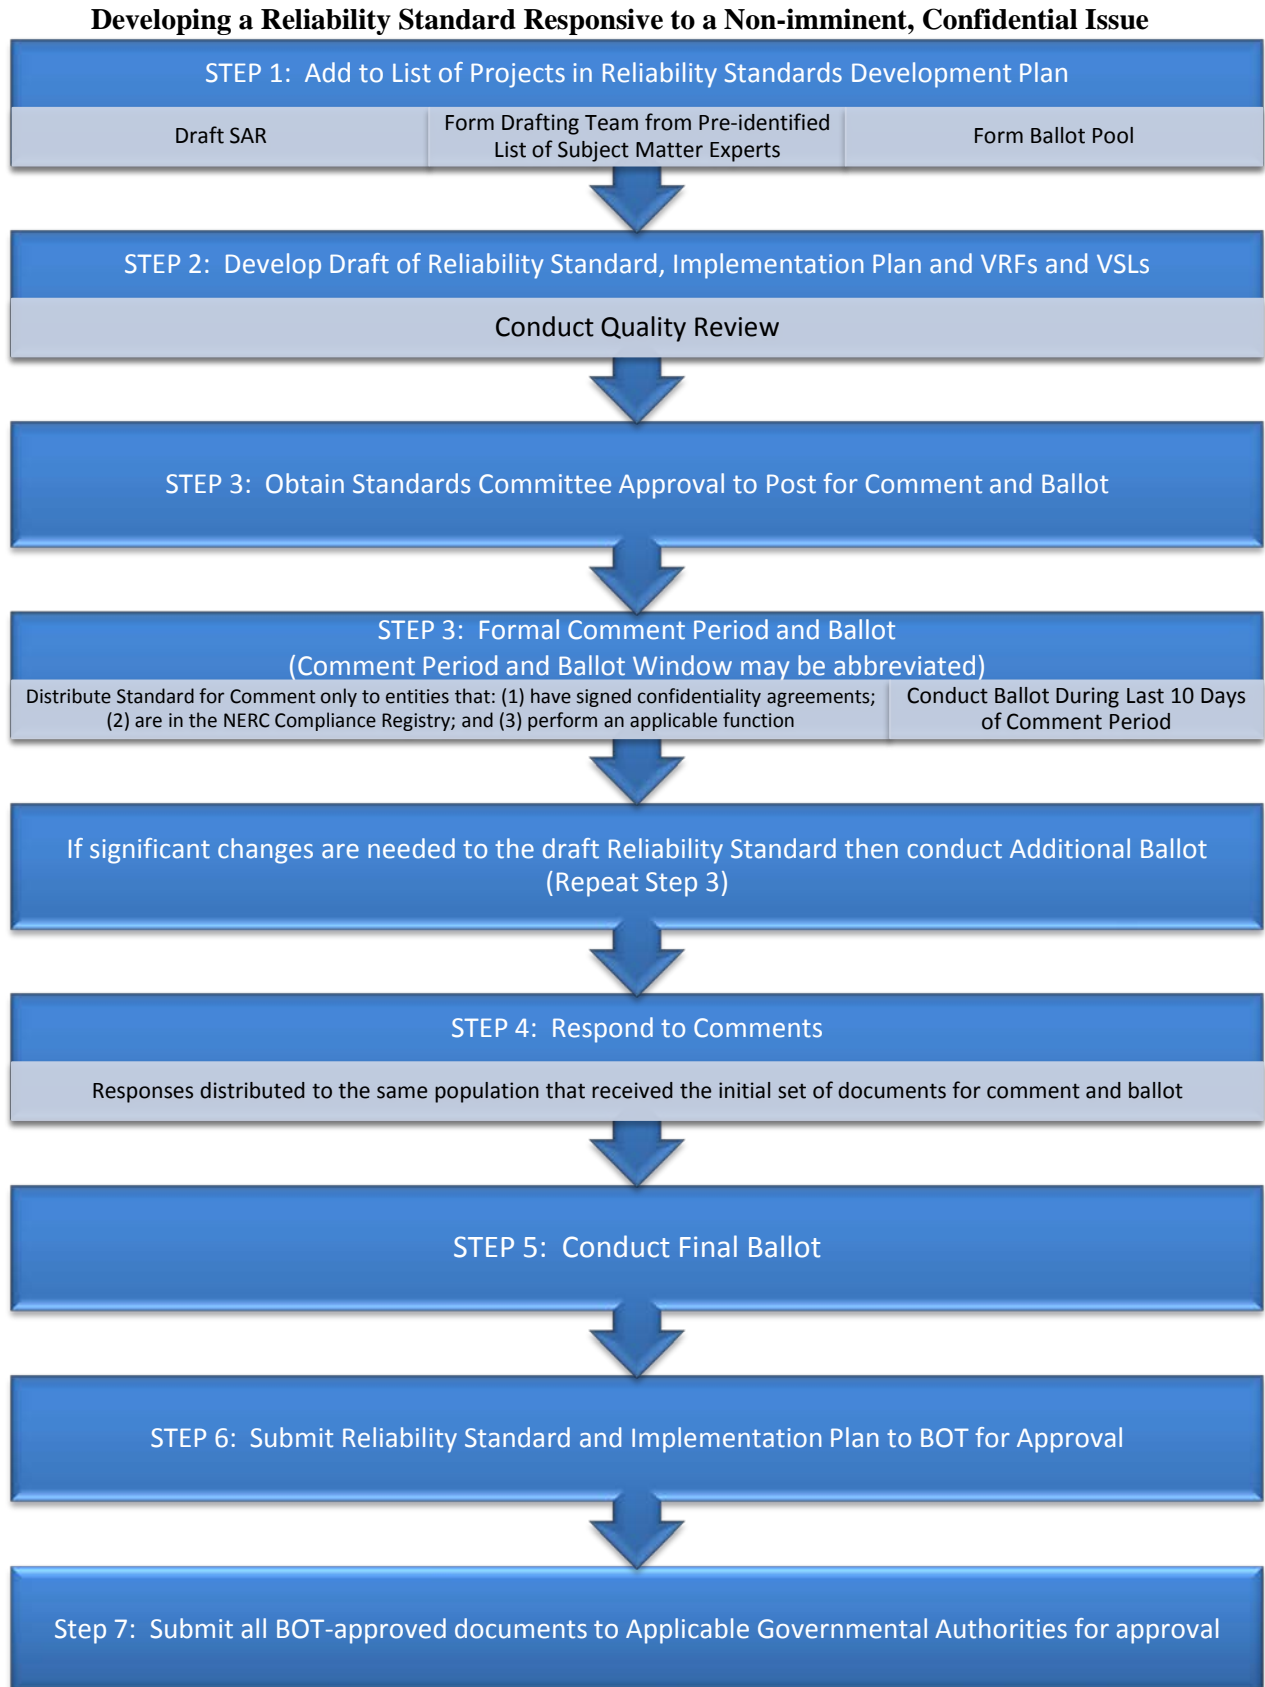 Developing a Reliability Standard Responsive to a Non-imminent, Confidential Issue
STEP 1:  Add to List of Projects in Reliability Standards Development Plan
Draft SAR
Form Drafting Team from Pre-identified
List of Subject Matter Experts
Form Ballot Pool
STEP 2:  Develop Draft of Reliability Standard, Implementation Plan and VRFs and VSLs
Conduct Quality Review
STEP 3:  Obtain Standards Committee Approval to Post for Comment and Ballot
STEP 3:  Formal Comment Period and Ballot
(Comment Period and Ballot Window may be abbreviated)
Distribute Standard for Comment only to entities that: (1) have signed confidentiality agreements;
(2) are in the NERC Compliance Registry; and (3) perform an applicable function
Conduct Ballot During Last 10 Days
of Comment Period
If significant changes are needed to the draft Reliability Standard then conduct Additional Ballot
(Repeat Step 3)
STEP 4:  Respond to Comments
Responses distributed to the same population that received the initial set of documents for comment and ballot
STEP 5:  Conduct Final Ballot
STEP 6:  Submit Reliability Standard and Implementation Plan to BOT for Approval
Step 7:  Submit all BOT-approved documents to Applicable Governmental Authorities for approval